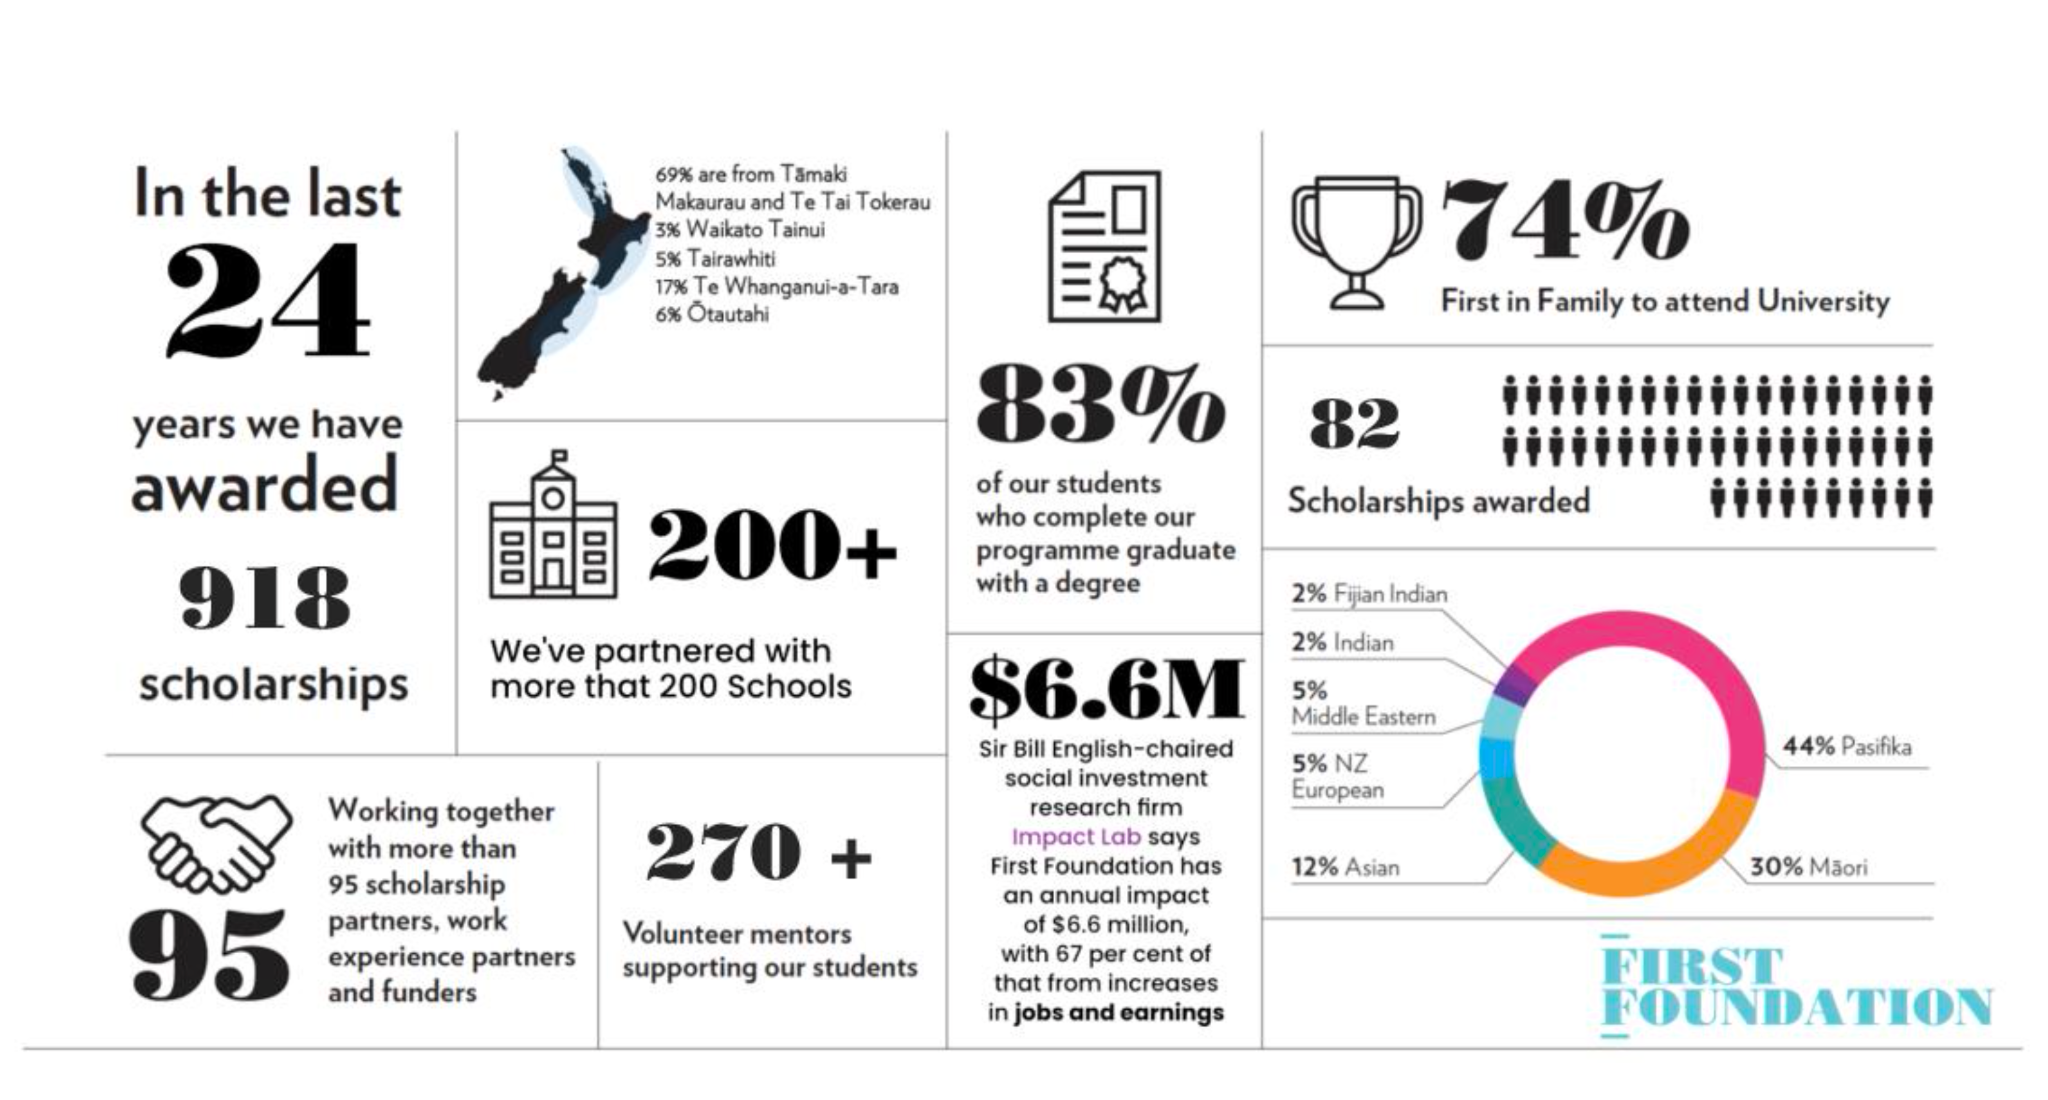 In the last
24
years we have
awarded
918
scholarships
69% are from Tāmaki
Makaurau and Te Tai Tokerau
3% Waikato Tainui
5% Tairawhiti
17% Te Whanganui-a-Tara
6% Ōtautahi
200+
We've partnered with
more that 200 Schools
95
Working together
with more than
95 scholarship
partners, work
experience partners
and funders
270 +
Volunteer mentors
supporting our students
83%
of our students
who complete our
programme graduate
with a degree
$6.6M
Sir Bill English-chaired
social investment
research firm
Impact Lab says
First Foundation has
an annual impact
of $6.6 million,
with 67 per cent of
that from increases
in jobs and earnings
74%
First in Family to attend University
82
Scholarships awarded
2% Fijian Indian
2% Indian
5%
Middle Eastern
5% NZ
European
12% Asian
44% Pasifika
30% Māori
FIRST
FOUNDATION